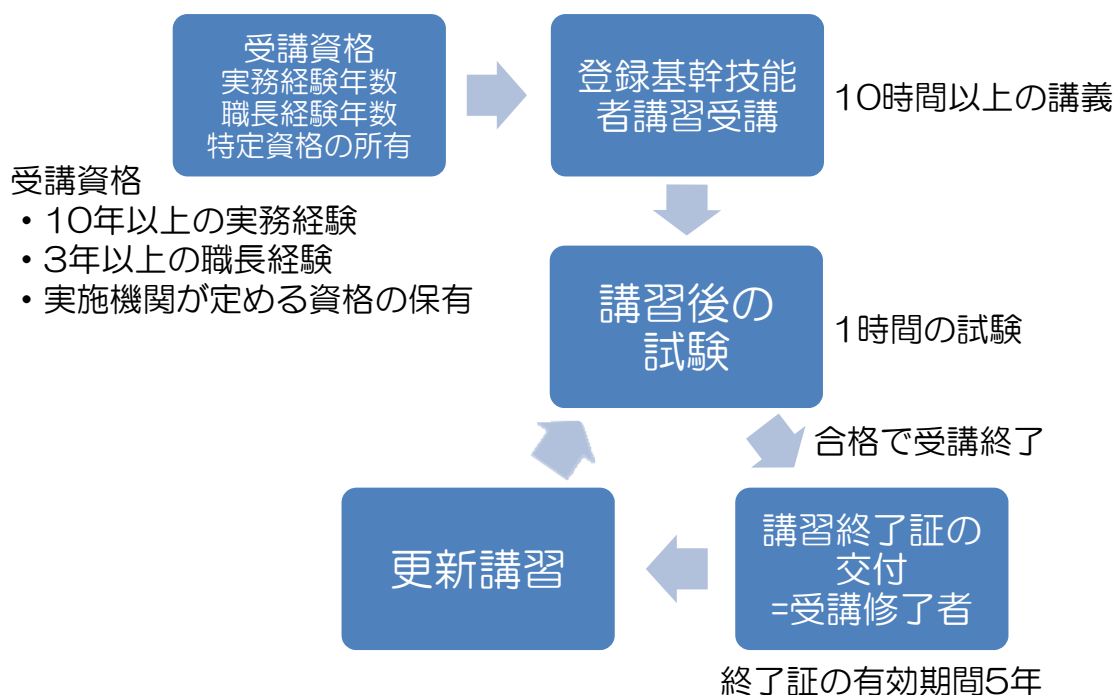 受講資格
実務経験年数
職長経験年数
特定資格の所有
登録基幹技能
者講習受講
10時間以上の講義
受講資格
・10年以上の実務経験
・3年以上の職長経験
・実施機関が定める資格の保有
講習後の
試験
1時間の試験
合格で受講終了
講習終了証の
交付
=受講修了者
更新講習
終了証の有効期間5年